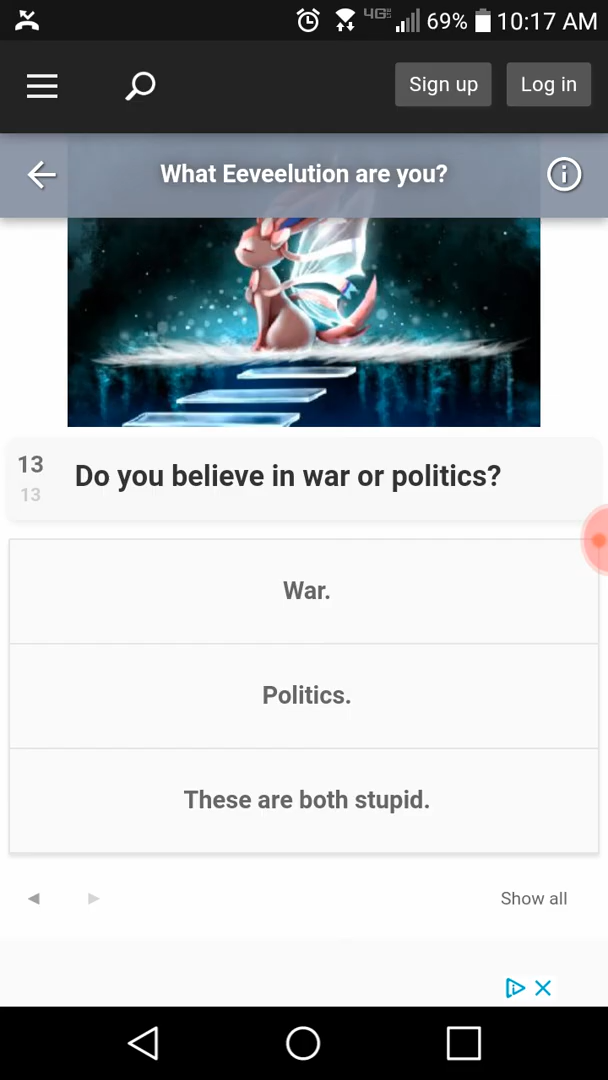 4G 69% 10:17 AM
Sign up Log in
What Eeveelution are you?
13 Do you believe in war or politics?
13
War.
Politics.
These are both stupid.
Show all